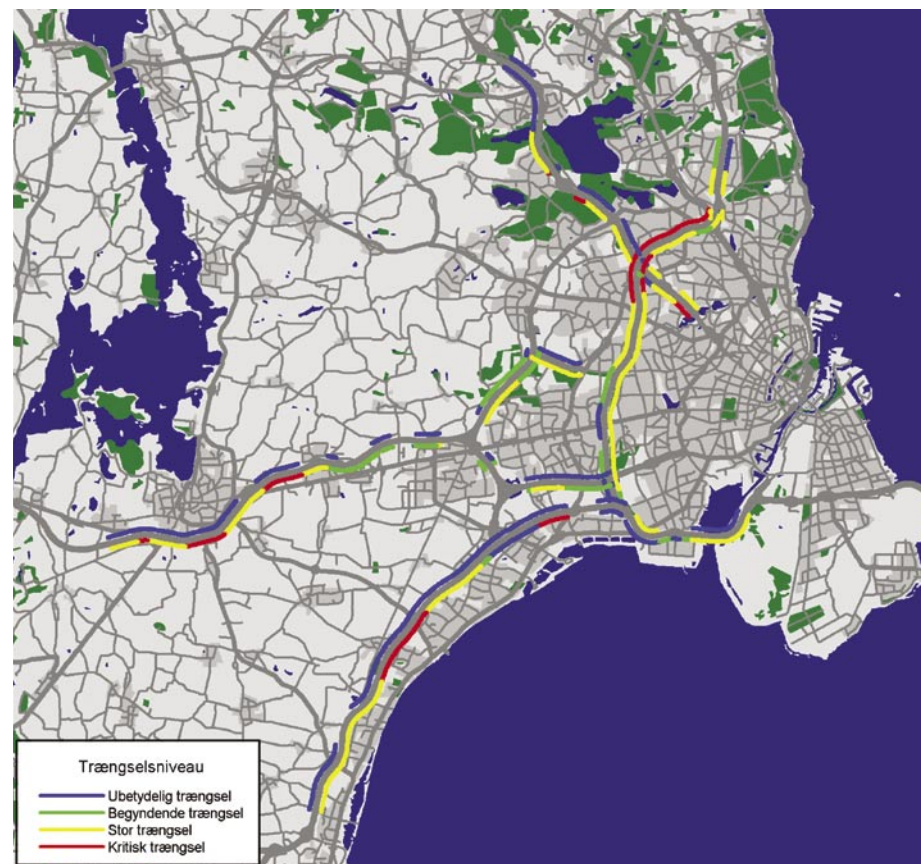 Trængselsniveau
Ubetydelig trængsel
Begyndende trængsel
Stor trængsel
Kritisk trængsel